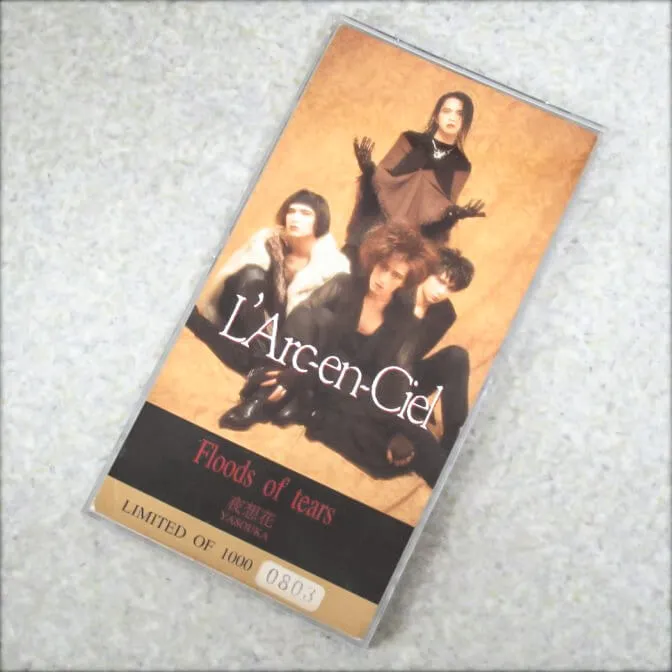 L'Arc-en-Ciel
Floods of tears
夜想花
YASOUKA
LIMITED OF 1000
0803